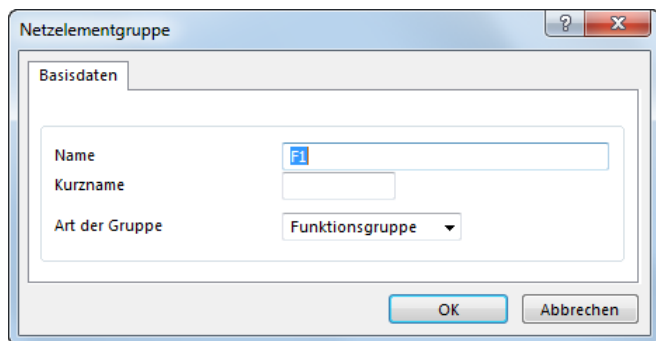 Netzelementgruppe
?
X
Basisdaten
Name F1
Kurzname
Art der Gruppe Funktionsgruppe
OK Abbrechen